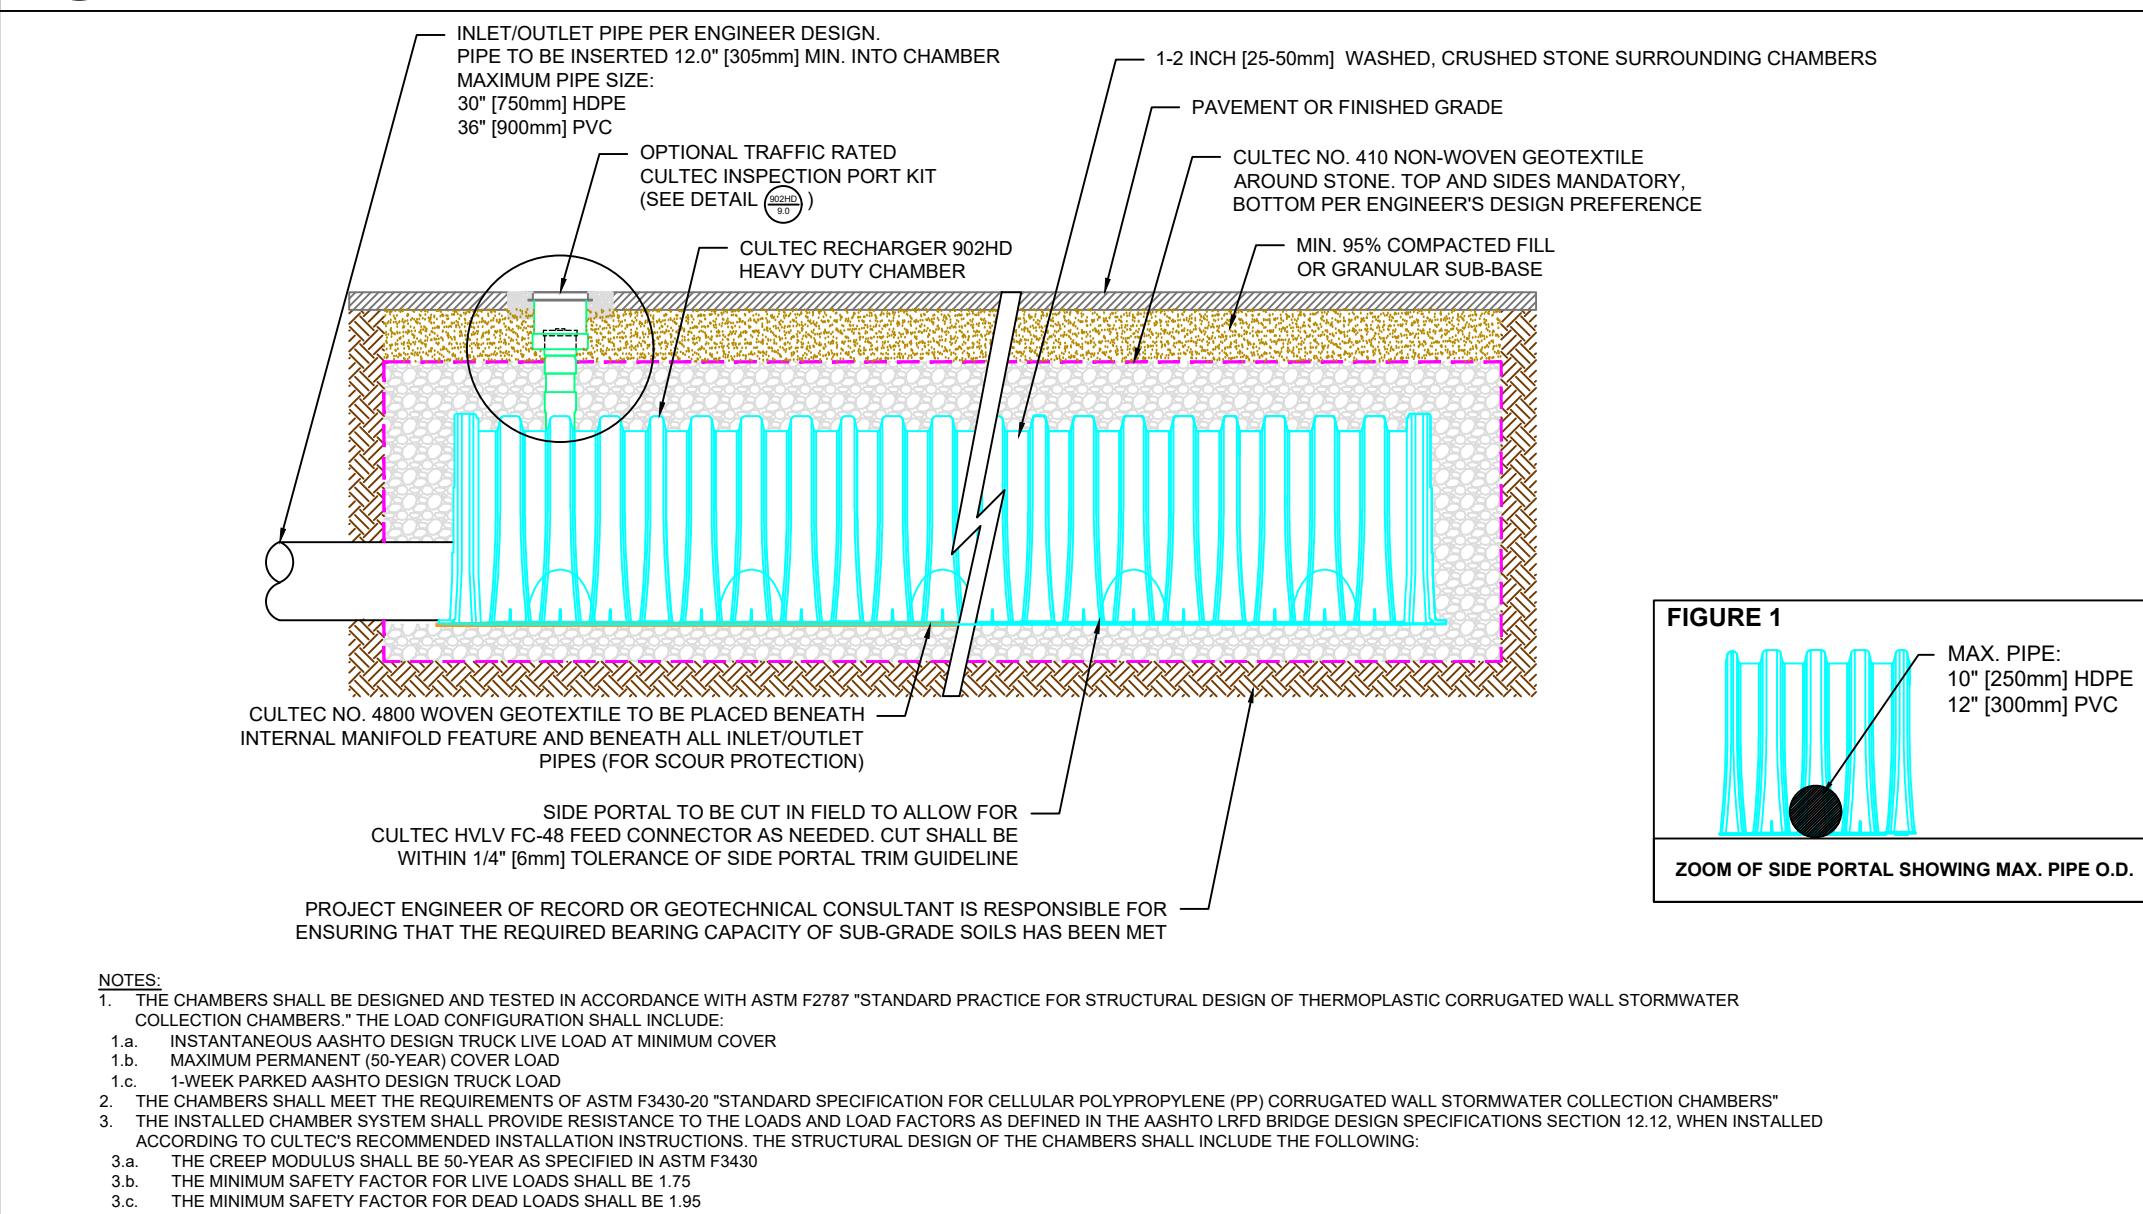 INLET/OUTLET PIPE PER ENGINEER DESIGN.
PIPE TO BE INSERTED 12.0" [305mm] MIN. INTO CHAMBER
MAXIMUM PIPE SIZE:
30" [750mm] HDPE
36" [900mm] PVC
1-2 INCH [25-50mm] WASHED, CRUSHED STONE SURROUNDING CHAMBERS
PAVEMENT OR FINISHED GRADE
OPTIONAL TRAFFIC RATED
CULTEC INSPECTION PORT KIT
(SEE DETAIL 902HD 9.0 )
CULTEC NO. 410 NON-WOVEN GEOTEXTILE
AROUND STONE. TOP AND SIDES MANDATORY,
BOTTOM PER ENGINEER'S DESIGN PREFERENCE
CULTEC RECHARGER 902HD
HEAVY DUTY CHAMBER
MIN. 95% COMPACTED FILL
OR GRANULAR SUB-BASE
FIGURE 1
MAX. PIPE:
10" [250mm] HDPE
12" [300mm] PVC
ZOOM OF SIDE PORTAL SHOWING MAX. PIPE O.D.
CULTEC NO. 4800 WOVEN GEOTEXTILE TO BE PLACED BENEATH
INTERNAL MANIFOLD FEATURE AND BENEATH ALL INLET/OUTLET
PIPES (FOR SCOUR PROTECTION)
SIDE PORTAL TO BE CUT IN FIELD TO ALLOW FOR
CULTEC HVLV FC-48 FEED CONNECTOR AS NEEDED. CUT SHALL BE
WITHIN 1/4" [6mm] TOLERANCE OF SIDE PORTAL TRIM GUIDELINE
PROJECT ENGINEER OF RECORD OR GEOTECHNICAL CONSULTANT IS RESPONSIBLE FOR
ENSURING THAT THE REQUIRED BEARING CAPACITY OF SUB-GRADE SOILS HAS BEEN MET
NOTES:
1. THE CHAMBERS SHALL BE DESIGNED AND TESTED IN ACCORDANCE WITH ASTM F2787 "STANDARD PRACTICE FOR STRUCTURAL DESIGN OF THERMOPLASTIC CORRUGATED WALL STORMWATER
COLLECTION CHAMBERS." THE LOAD CONFIGURATION SHALL INCLUDE:
1.a. INSTANTANEOUS AASHTO DESIGN TRUCK LIVE LOAD AT MINIMUM COVER
1.b. MAXIMUM PERMANENT (50-YEAR) COVER LOAD
1.c. 1-WEEK PARKED AASHTO DESIGN TRUCK LOAD
2. THE CHAMBERS SHALL MEET THE REQUIREMENTS OF ASTM F3430-20 "STANDARD SPECIFICATION FOR CELLULAR POLYPROPYLENE (PP) CORRUGATED WALL STORMWATER COLLECTION CHAMBERS"
3. THE INSTALLED CHAMBER SYSTEM SHALL PROVIDE RESISTANCE TO THE LOADS AND LOAD FACTORS AS DEFINED IN THE AASHTO LRFD BRIDGE DESIGN SPECIFICATIONS SECTION 12.12, WHEN INSTALLED
ACCORDING TO CULTEC'S RECOMMENDED INSTALLATION INSTRUCTIONS. THE STRUCTURAL DESIGN OF THE CHAMBERS SHALL INCLUDE THE FOLLOWING:
3.a. THE CREEP MODULUS SHALL BE 50-YEAR AS SPECIFIED IN ASTM F3430
3.b. THE MINIMUM SAFETY FACTOR FOR LIVE LOADS SHALL BE 1.75
3.c. THE MINIMUM SAFETY FACTOR FOR DEAD LOADS SHALL BE 1.95